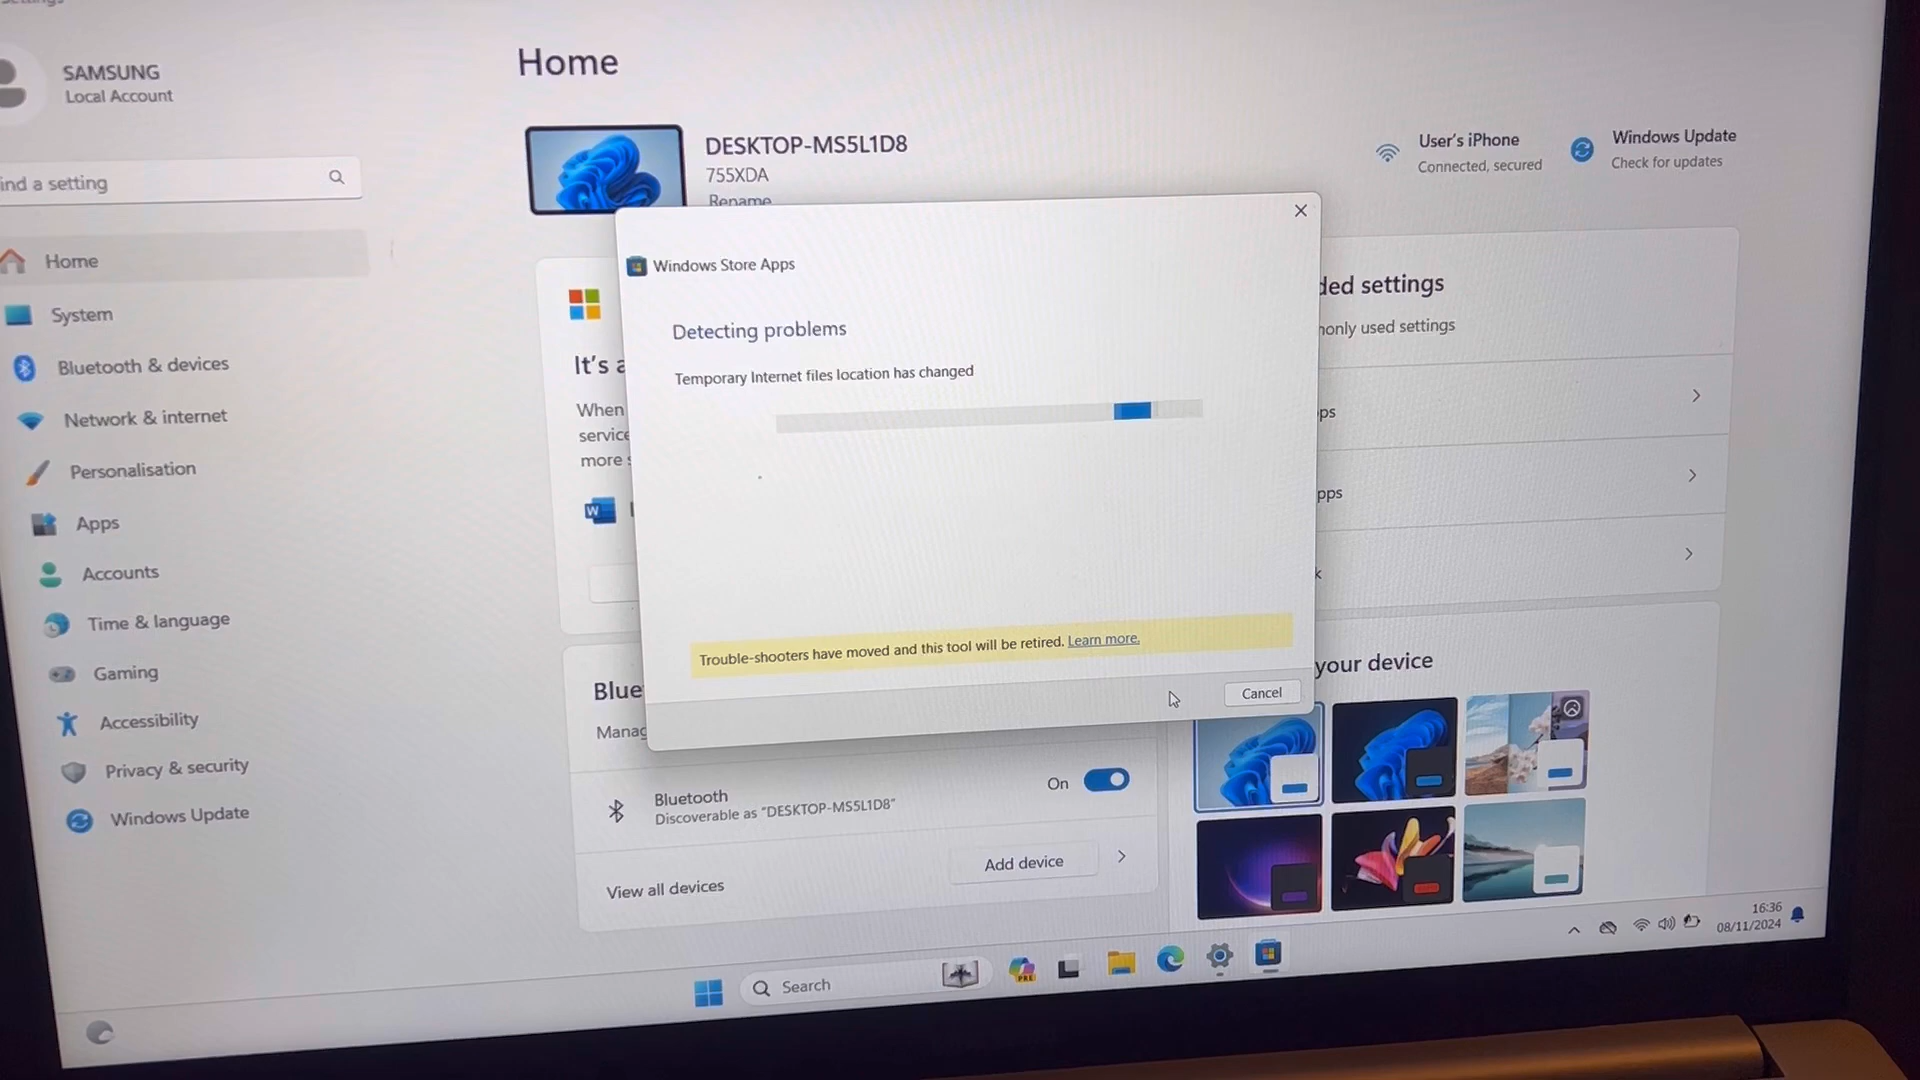 SAMSUNG
Local Account
ind a setting
Home
System
Bluetooth & devices
Network & internet
Personalisation
Apps
Accounts
Time & language
Gaming
Accessibility
Privacy & security
Windows Update
Home
DESKTOP-MS5L1D8
755XDA
Rename
User's iPhone
Connected, secured
Windows Update
Check for updates
It's a
When
service
more s
ded settings
nonly used settings
ps
pps
k
Windows Store Apps
Detecting problems
Temporary Internet files location has changed
Trouble-shooters have moved and this tool will be retired. Learn more.
Cancel
Blue
Manag
Bluetooth
Discoverable as "DESKTOP-MS5L1D8"
On
View all devices
Add device
your device
Search
PRE
16:36
08/11/2024